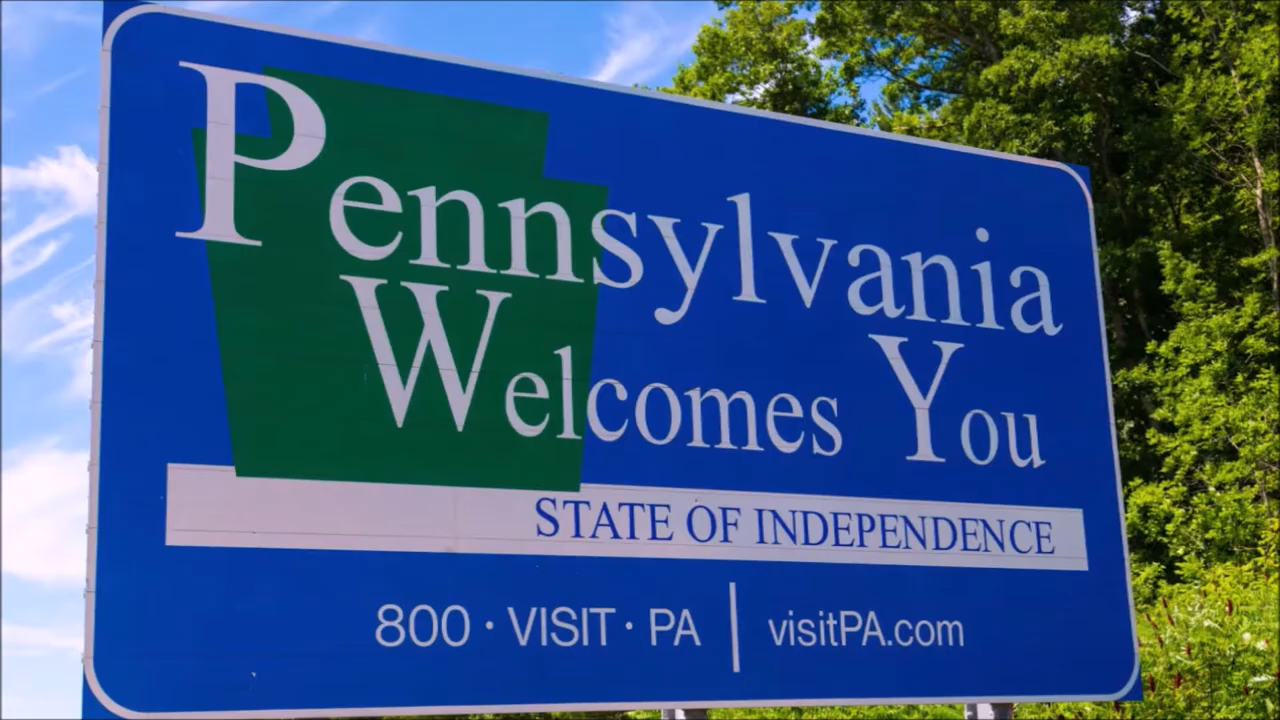 Pennsylvania
Welcomes You
STATE OF INDEPENDENCE
800 · VISIT · PA | visitPA.com